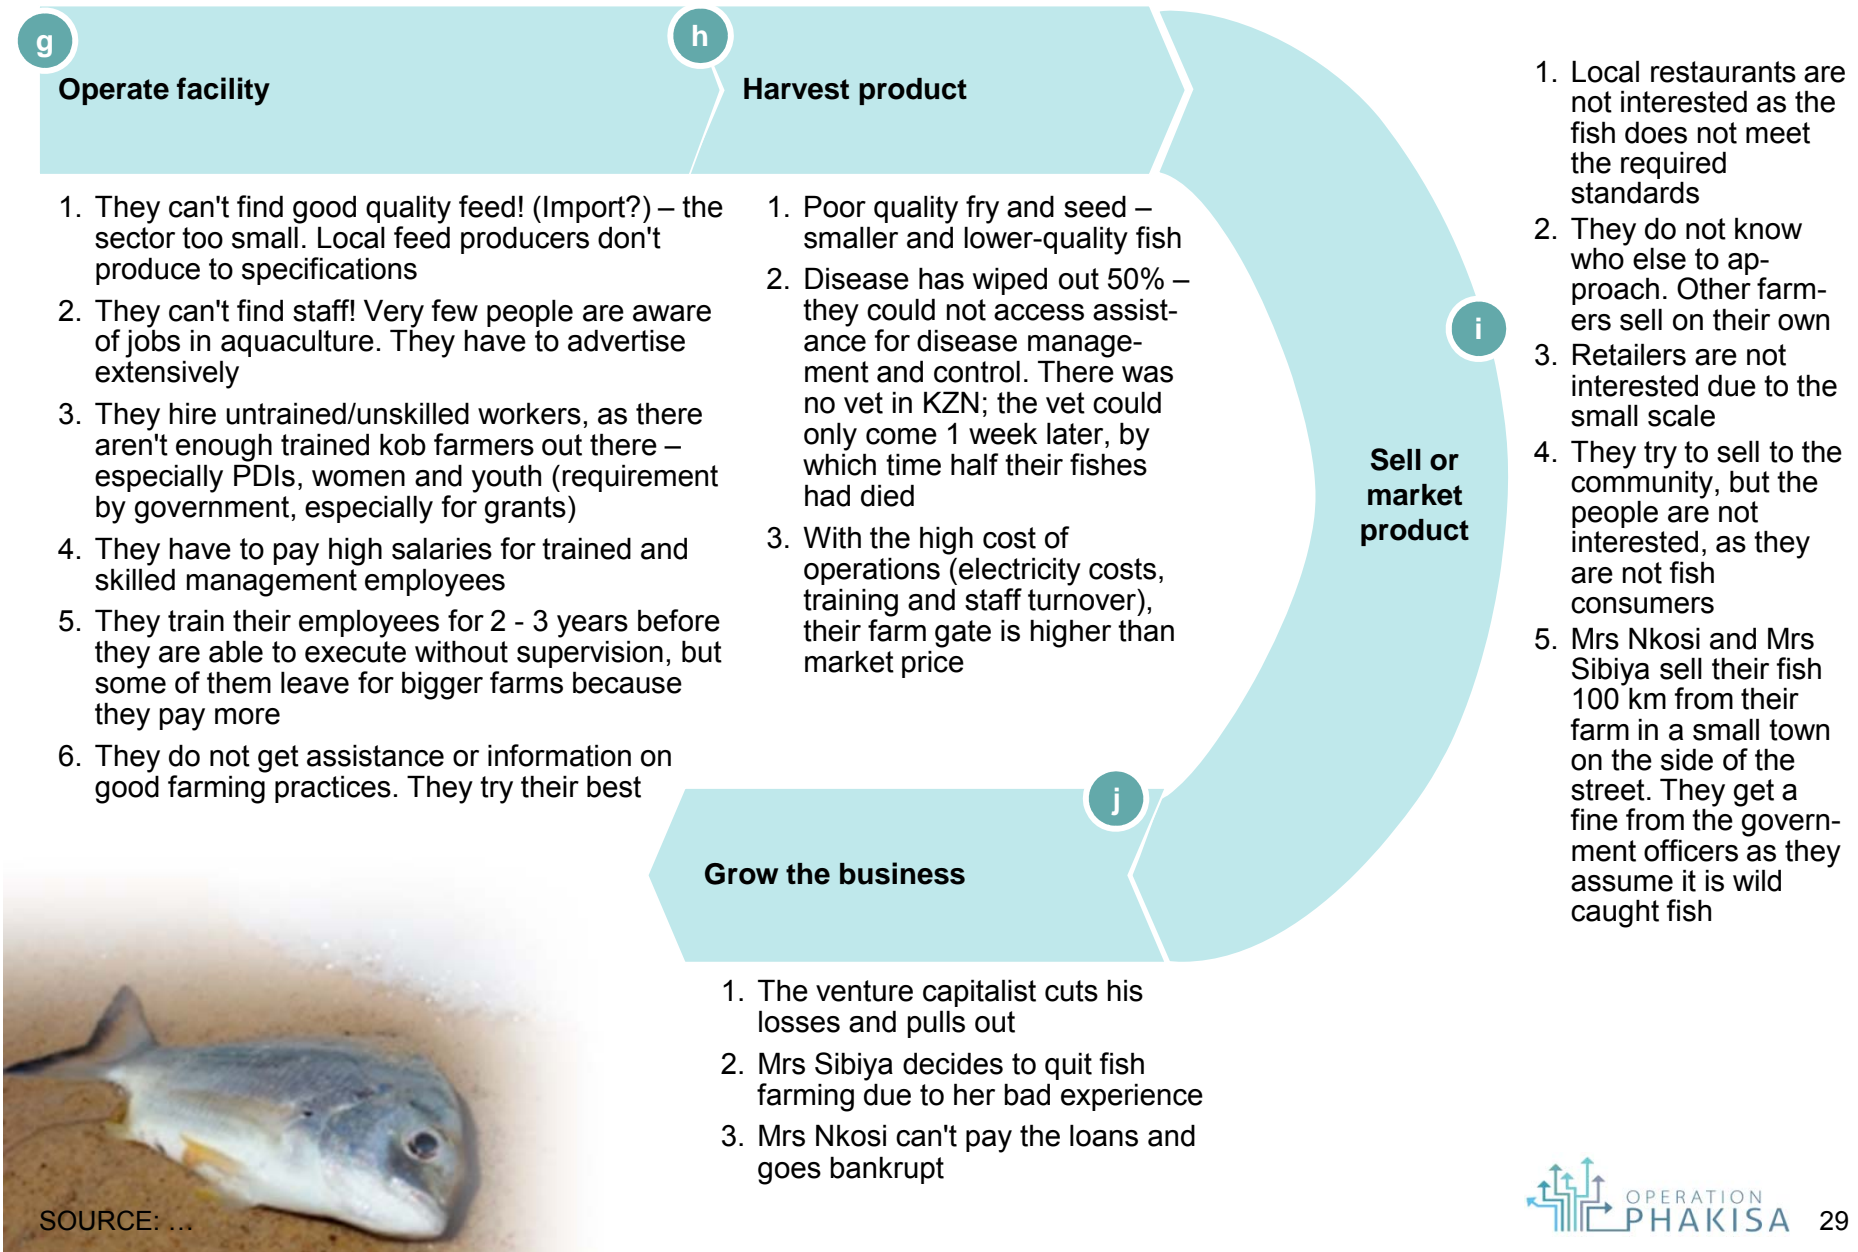 g
Operate facility
1. They can't find good quality feed! (Import?) – the
sector too small. Local feed producers don't
produce to specifications
2. They can't find staff! Very few people are aware
of jobs in aquaculture. They have to advertise
extensively
3. They hire untrained/unskilled workers, as there
aren't enough trained kob farmers out there –
especially PDIs, women and youth (requirement
by government, especially for grants)
4. They have to pay high salaries for trained and
skilled management employees
5. They train their employees for 2 - 3 years before
they are able to execute without supervision, but
some of them leave for bigger farms because
they pay more
6. They do not get assistance or information on
good farming practices. They try their best
h
Harvest product
1. Poor quality fry and seed –
smaller and lower-quality fish
2. Disease has wiped out 50% –
they could not access assist-
ance for disease manage-
ment and control. There was
no vet in KZN; the vet could
only come 1 week later, by
which time half their fishes
had died
3. With the high cost of
operations (electricity costs,
training and staff turnover),
their farm gate is higher than
market price
i
Sell or
market
product
1. Local restaurants are
not interested as the
fish does not meet
the required
standards
2. They do not know
who else to ap-
proach. Other farm-
ers sell on their own
3. Retailers are not
interested due to the
small scale
4. They try to sell to the
community, but the
people are not
interested, as they
are not fish
consumers
5. Mrs Nkosi and Mrs
Sibiya sell their fish
100 km from their
farm in a small town
on the side of the
street. They get a
fine from the govern-
ment officers as they
assume it is wild
caught fish
j
Grow the business
1. The venture capitalist cuts his
losses and pulls out
2. Mrs Sibiya decides to quit fish
farming due to her bad experience
3. Mrs Nkosi can't pay the loans and
goes bankrupt
SOURCE: …
OPERATION
PHAKISA
29